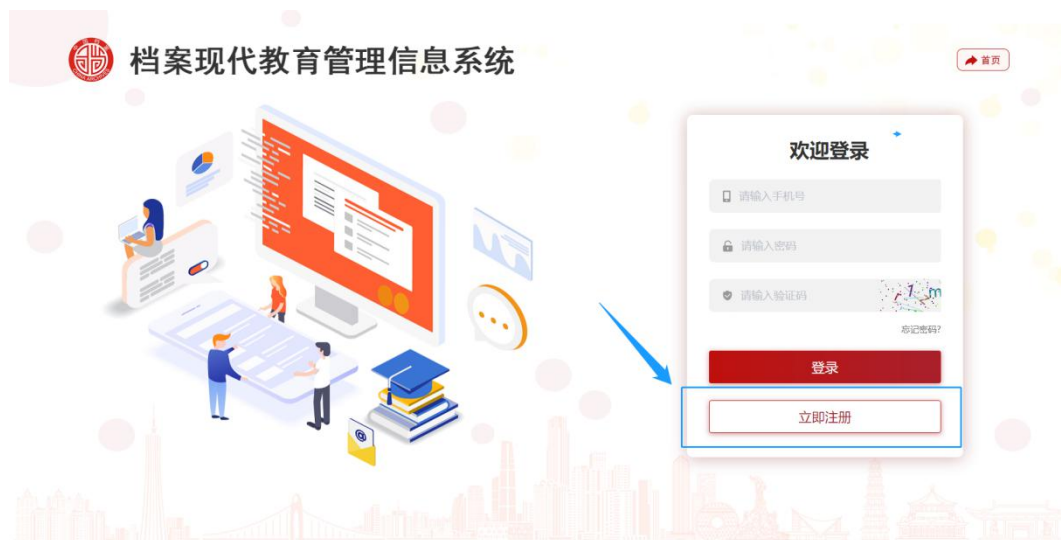 档案现代教育管理信息系统
首页
欢迎登录
请输入手机号
请输入密码
请输入验证码
忘记密码?
登录
立即注册